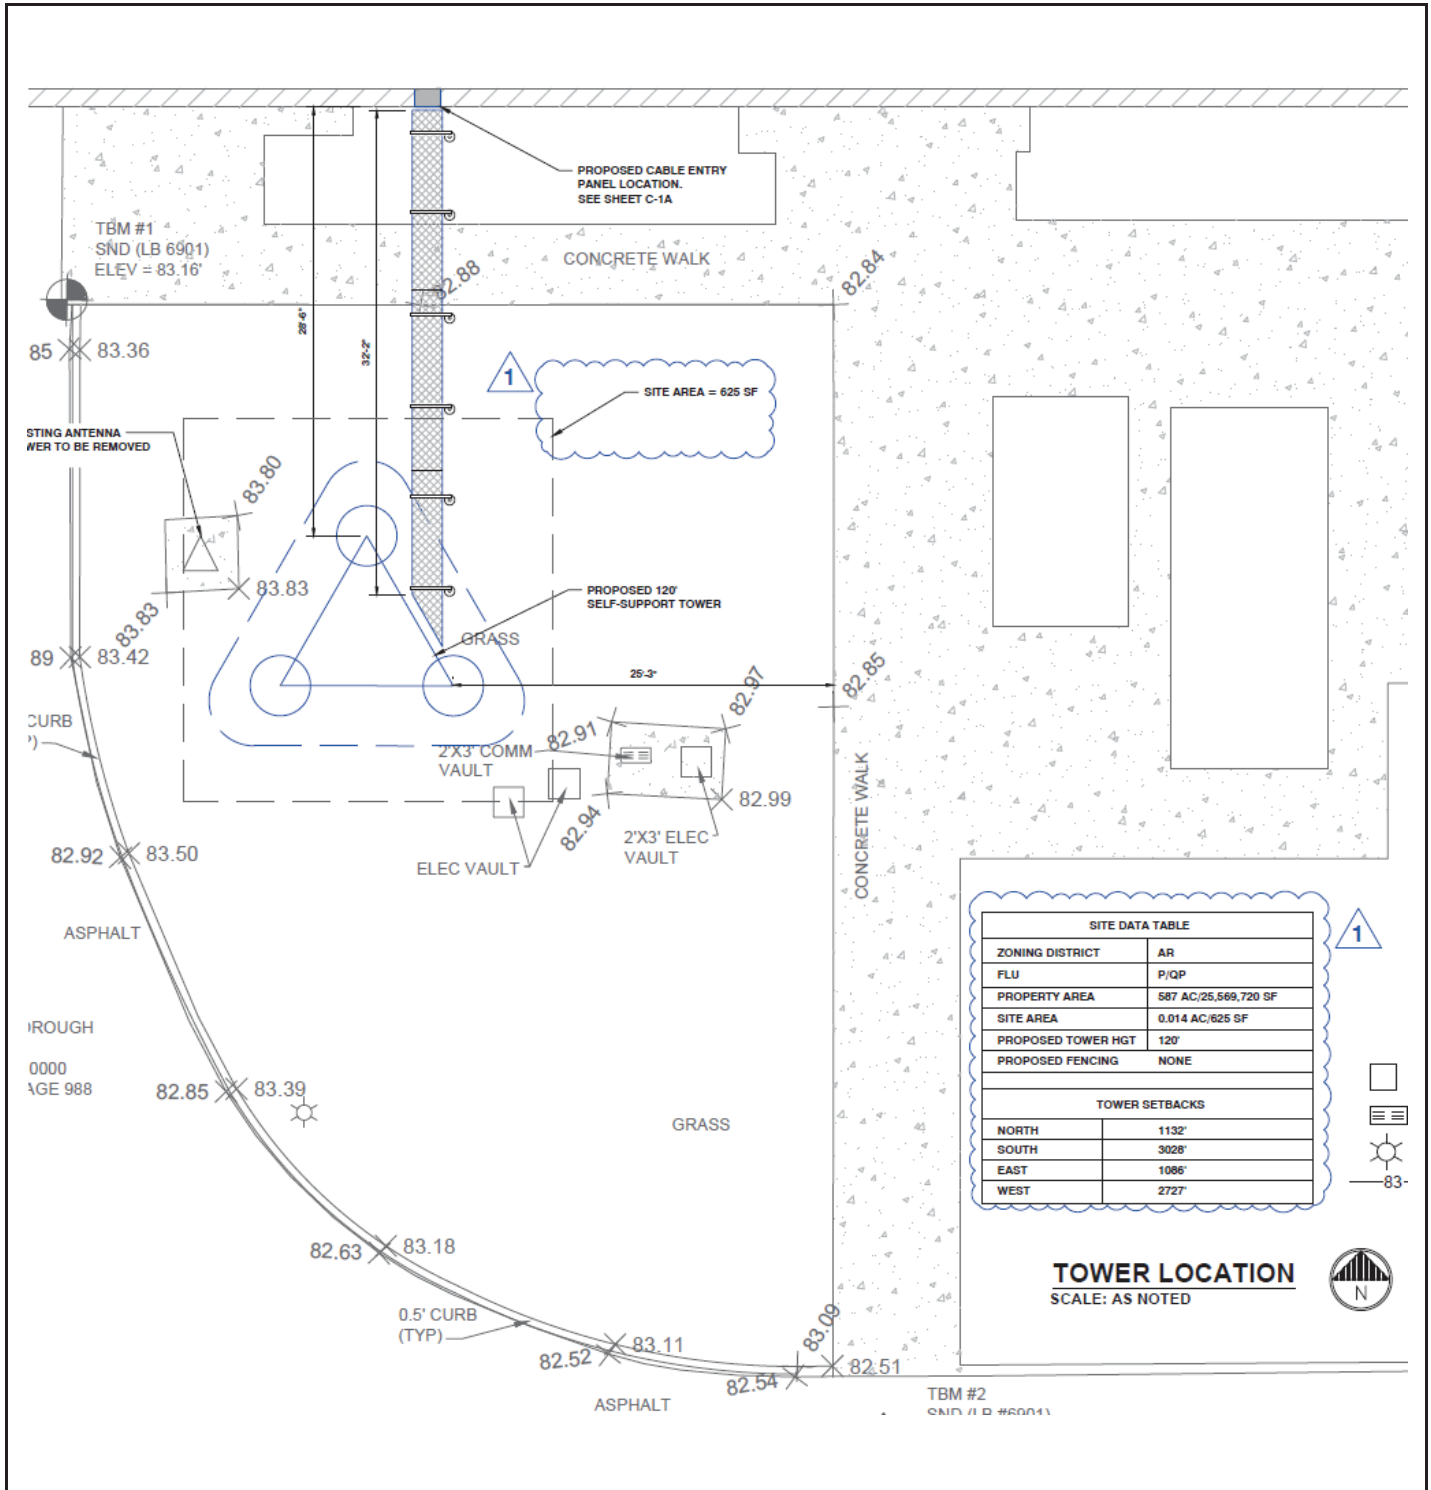 PROPOSED CABLE ENTRY
PANEL LOCATION.
SEE SHEET C-1A
TBM #1
SND (LB 6901)
ELEV = 83.16'
CONCRETE WALK
82.88
82.84
28'-6"
32'-2"
85
83.36
1
SITE AREA = 625 SF
STING ANTENNA
WER TO BE REMOVED
83.80
83.83
83.83
PROPOSED 120'
SELF-SUPPORT TOWER
GRASS
89
83.42
25'-3"
82.97
82.85
CURB
82.91
2'X3' COMM
VAULT
82.99
82.94
2'X3' ELEC
VAULT
ELEC VAULT
CONCRETE WALK
82.92
83.50
ASPHALT
SITE DATA TABLE
1
ZONING DISTRICT AR
FLU P/QP
PROPERTY AREA 587 AC/25,569,720 SF
SITE AREA 0.014 AC/625 SF
PROPOSED TOWER HGT 120'
PROPOSED FENCING NONE
TOWER SETBACKS
NORTH 1132'
SOUTH 3028'
EAST 1086'
WEST 2727'
ROUGH
0000
AGE 988
82.85
83.39
GRASS
83
82.63
83.18
TOWER LOCATION
SCALE: AS NOTED
N
0.5' CURB
(TYP)
83.11
82.52
83.09
82.54
82.51
ASPHALT
TBM #2
SND (LB #6901)